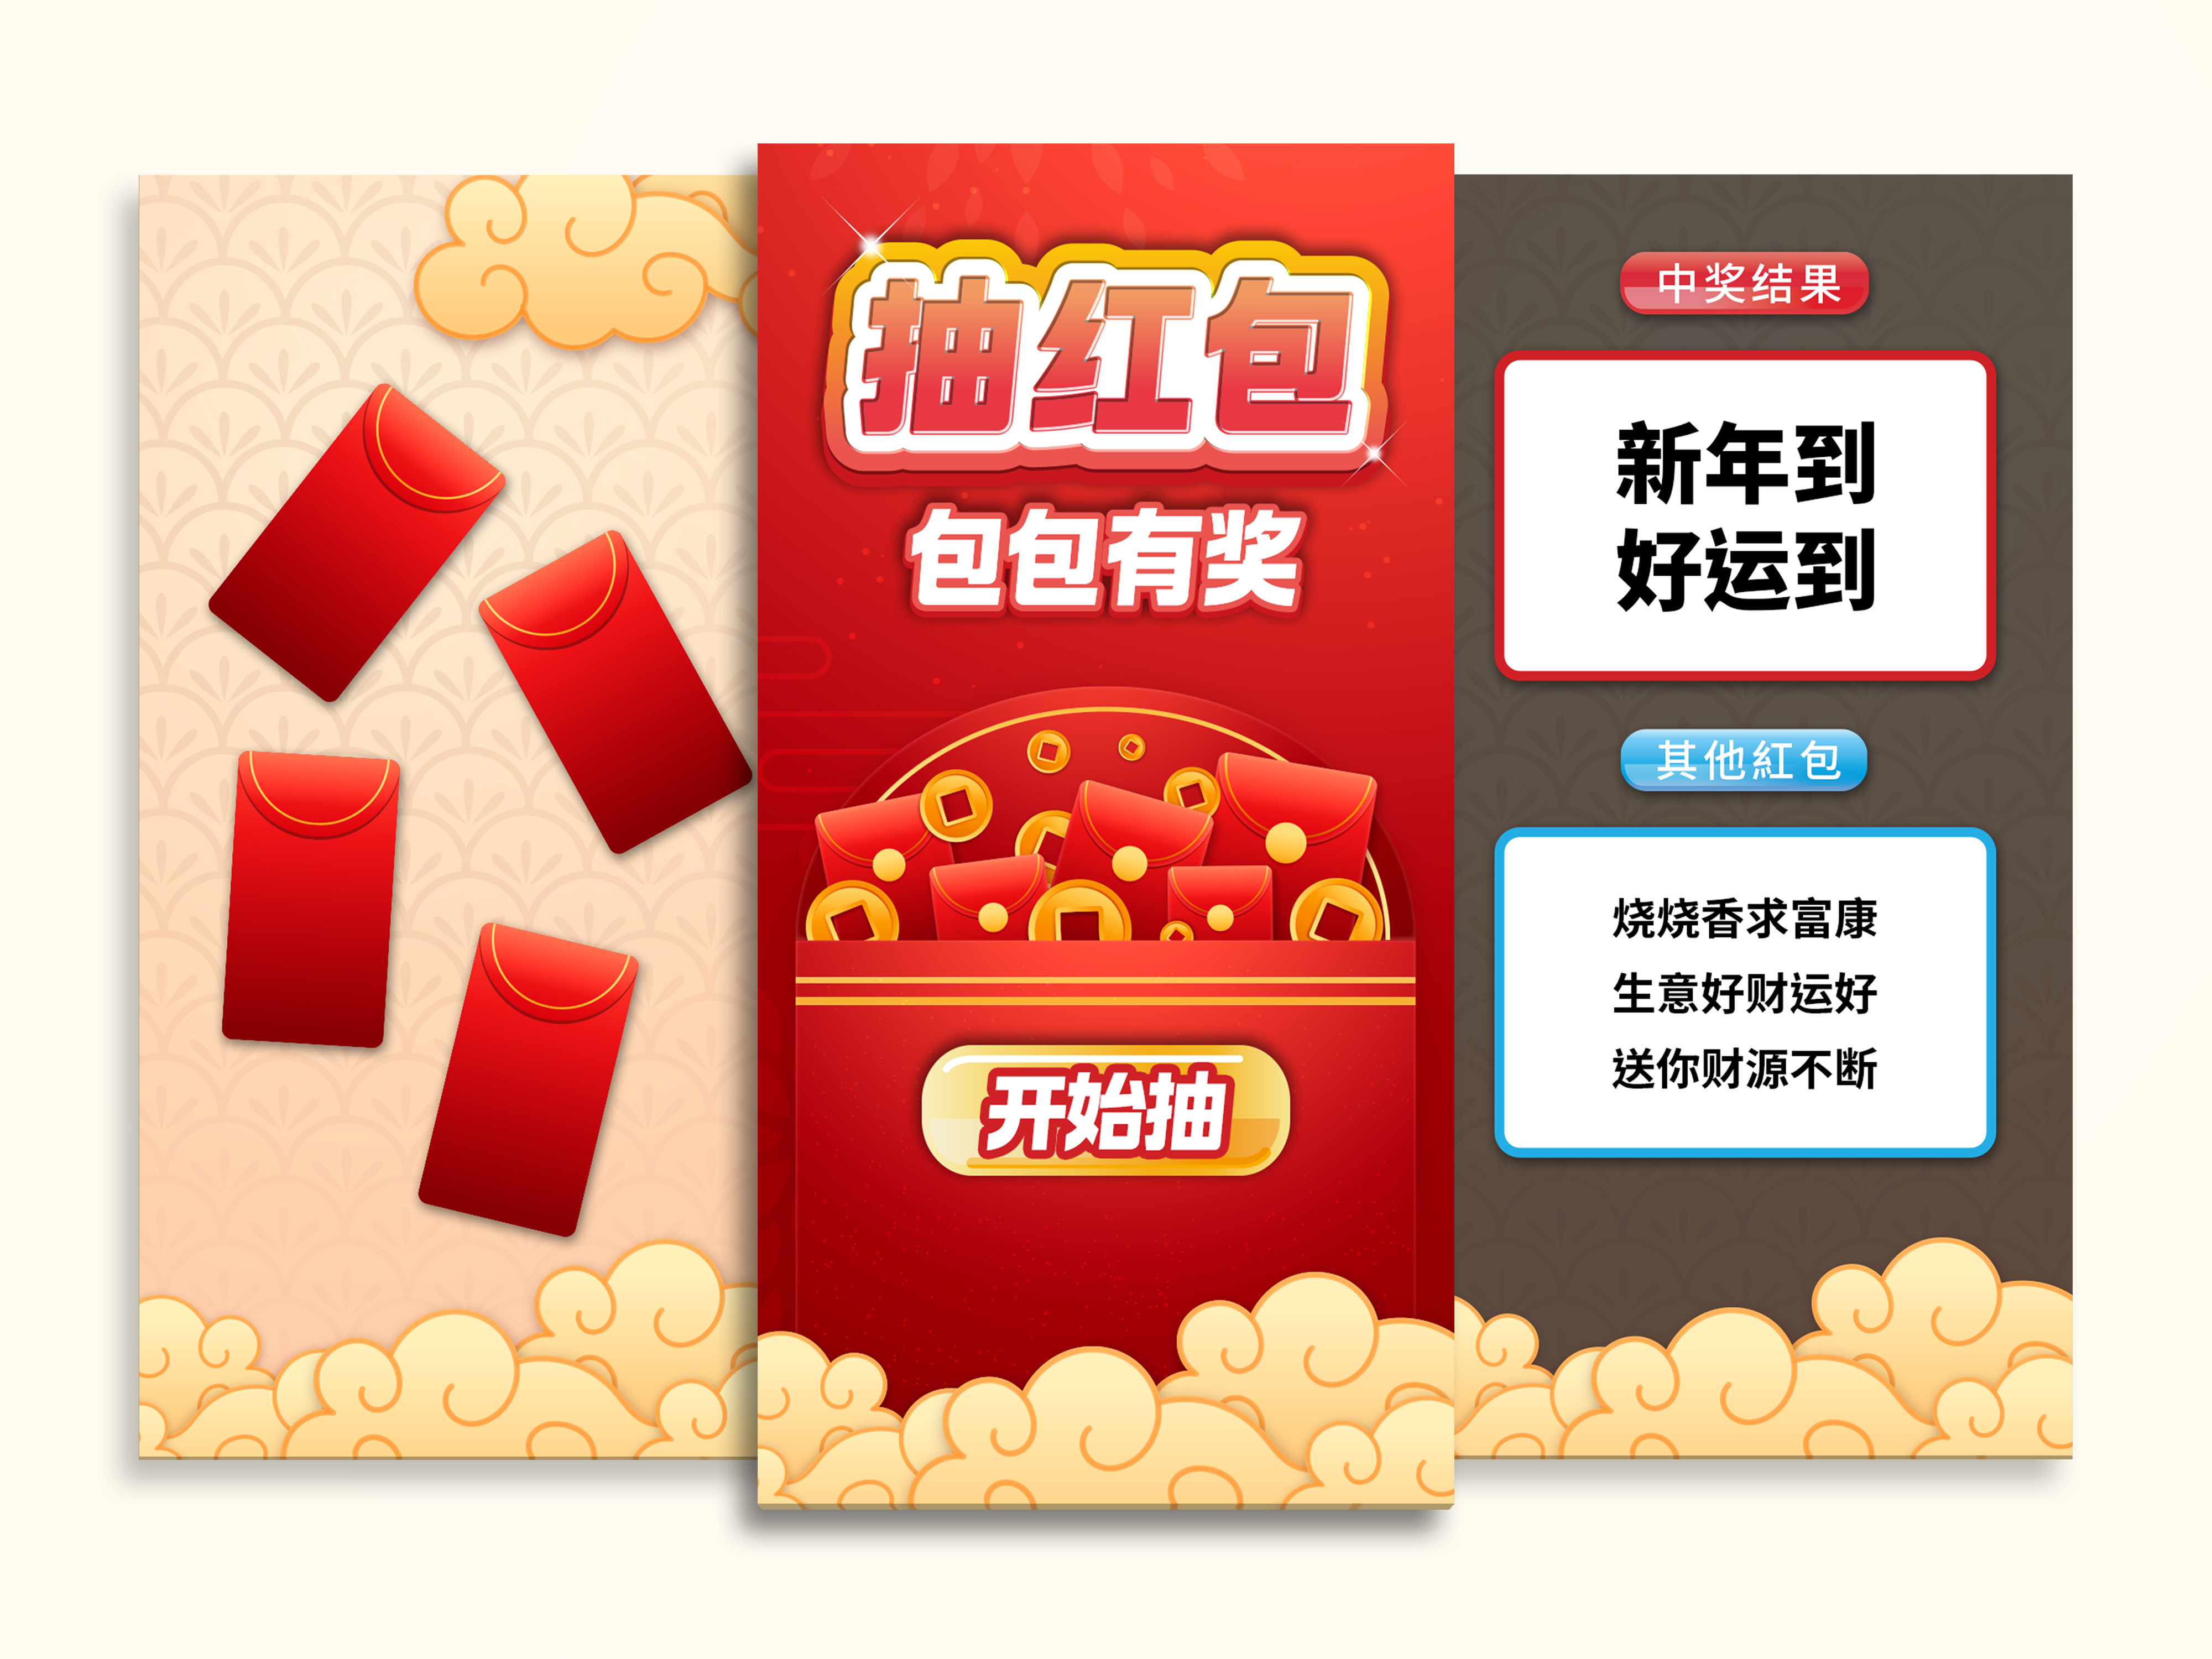 抽红包
包包有奖
开始抽
中奖结果
新年到
好运到
其他紅包
烧烧香求富康
生意好财运好
送你财源不断